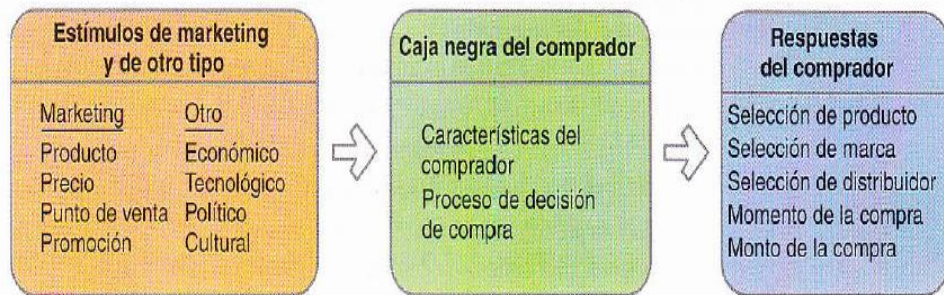 Estímulos de marketing
y de otro tipo
Marketing Otro
Producto Económico
Precio Tecnológico
Punto de venta Político
Promoción Cultural
Caja negra del comprador
Características del
comprador
Proceso de decisión
de compra
Respuestas
del comprador
Selección de producto
Selección de marca
Selección de distribuidor
Momento de la compra
Monto de la compra